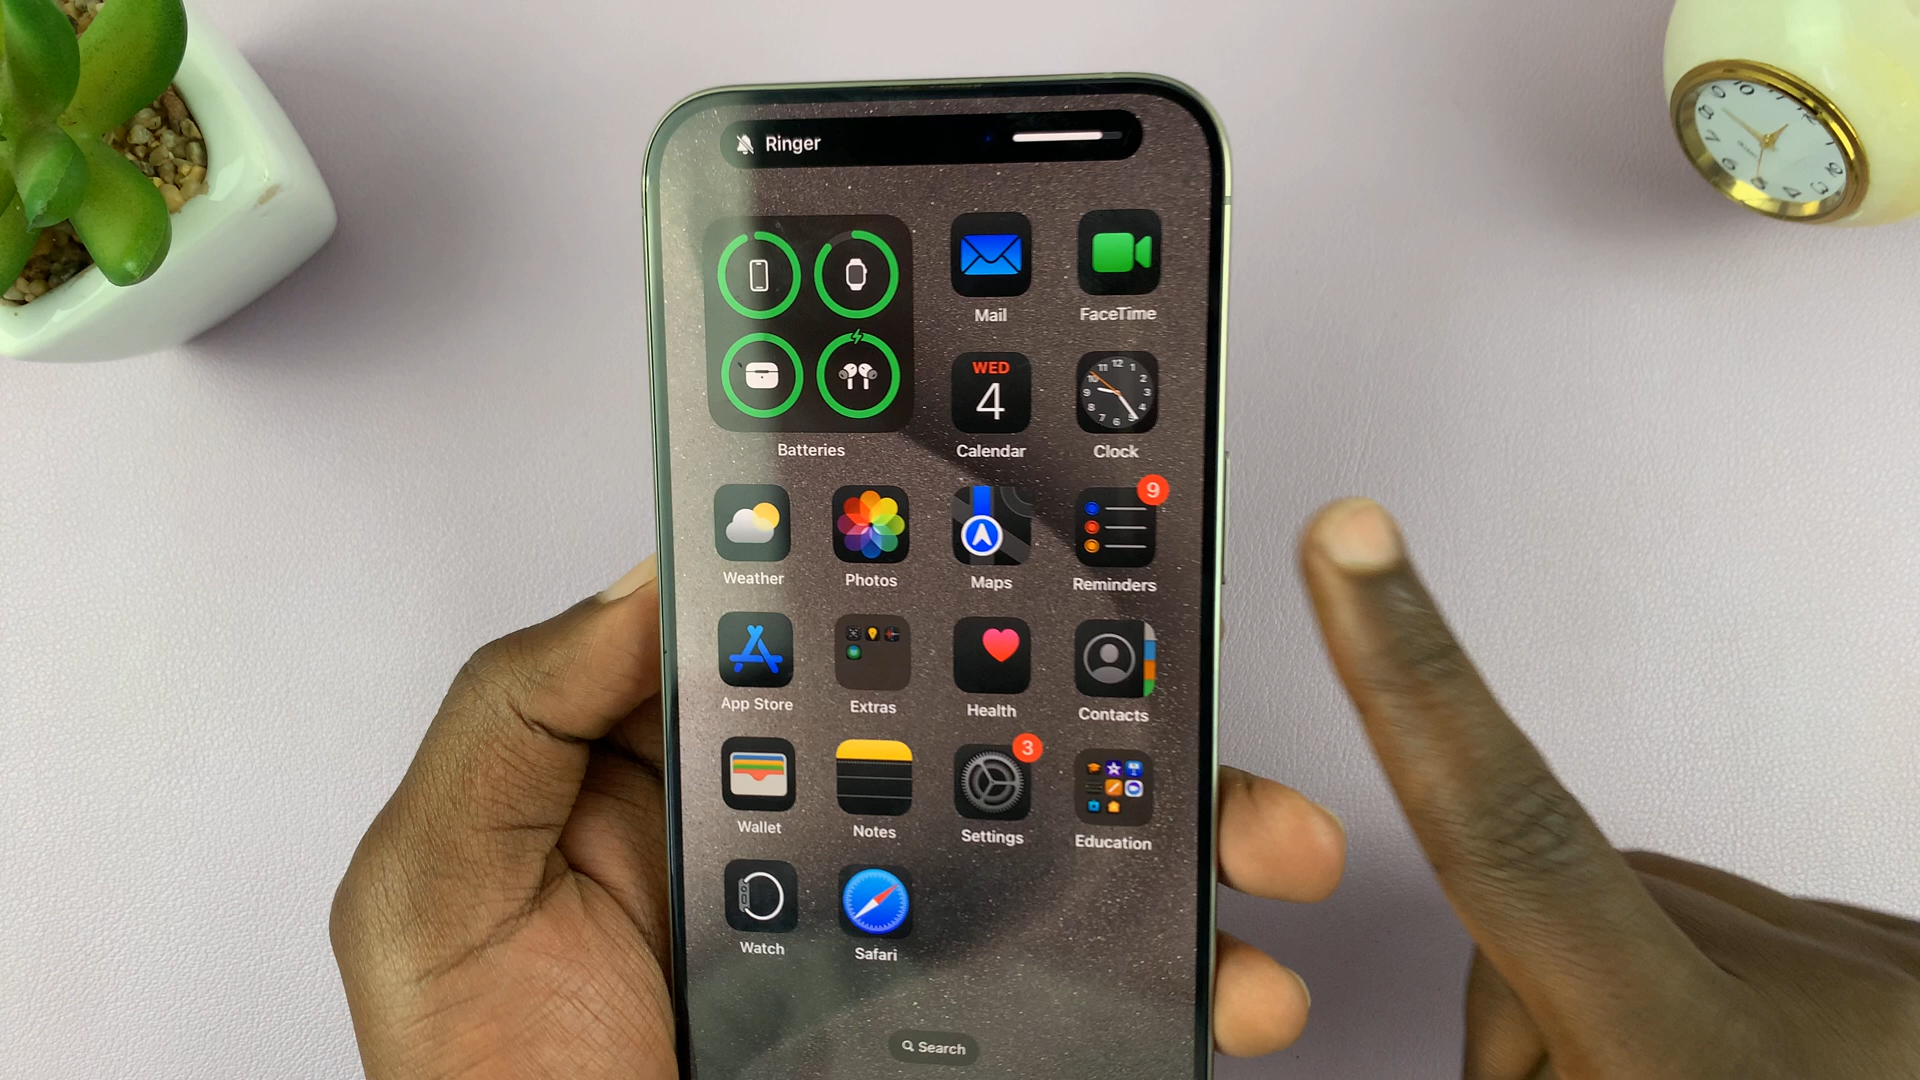 Ringer
Mail
FaceTime
WED
4
Batteries
Calendar
Clock
9
Weather
Photos
Maps
Reminders
App Store
Extras
Health
Contacts
3
Wallet
Notes
Settings
Education
Watch
Safari
Search